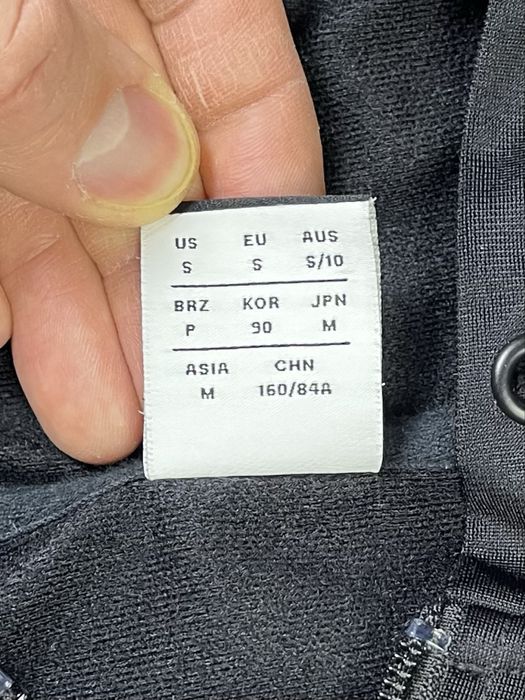 US EU AUS
S S S/10
BRZ KOR JPN
P 90 M
ASIA CHN
M 160/84A